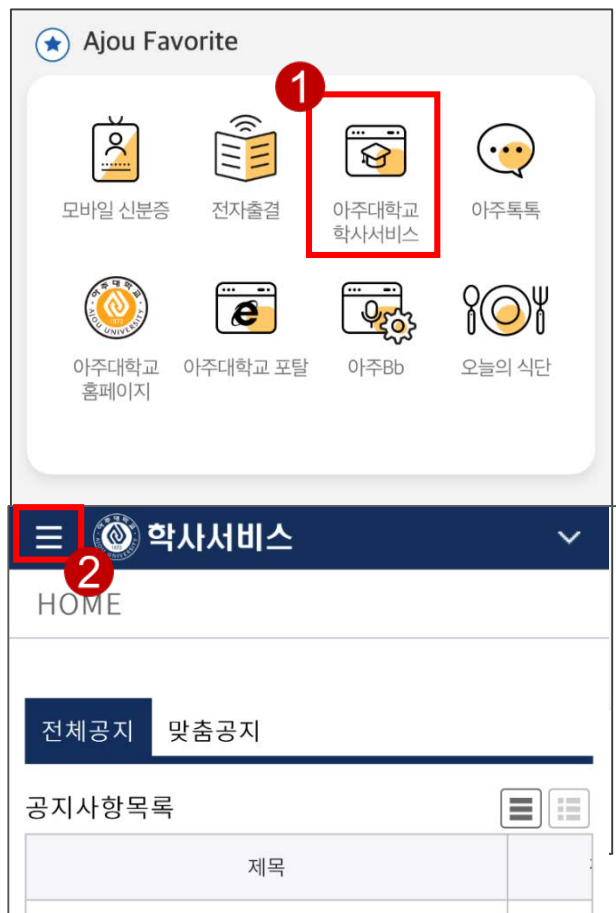 Ajou Favorite
1
모바일 신분증
전자출결
아주대학교
학사서비스
아주톡톡
아주대학교
홈페이지
아주대학교 포탈
아주Bb
오늘의 식단
2
학사서비스
HOME
전체공지
맞춤공지
공지사항목록
제목